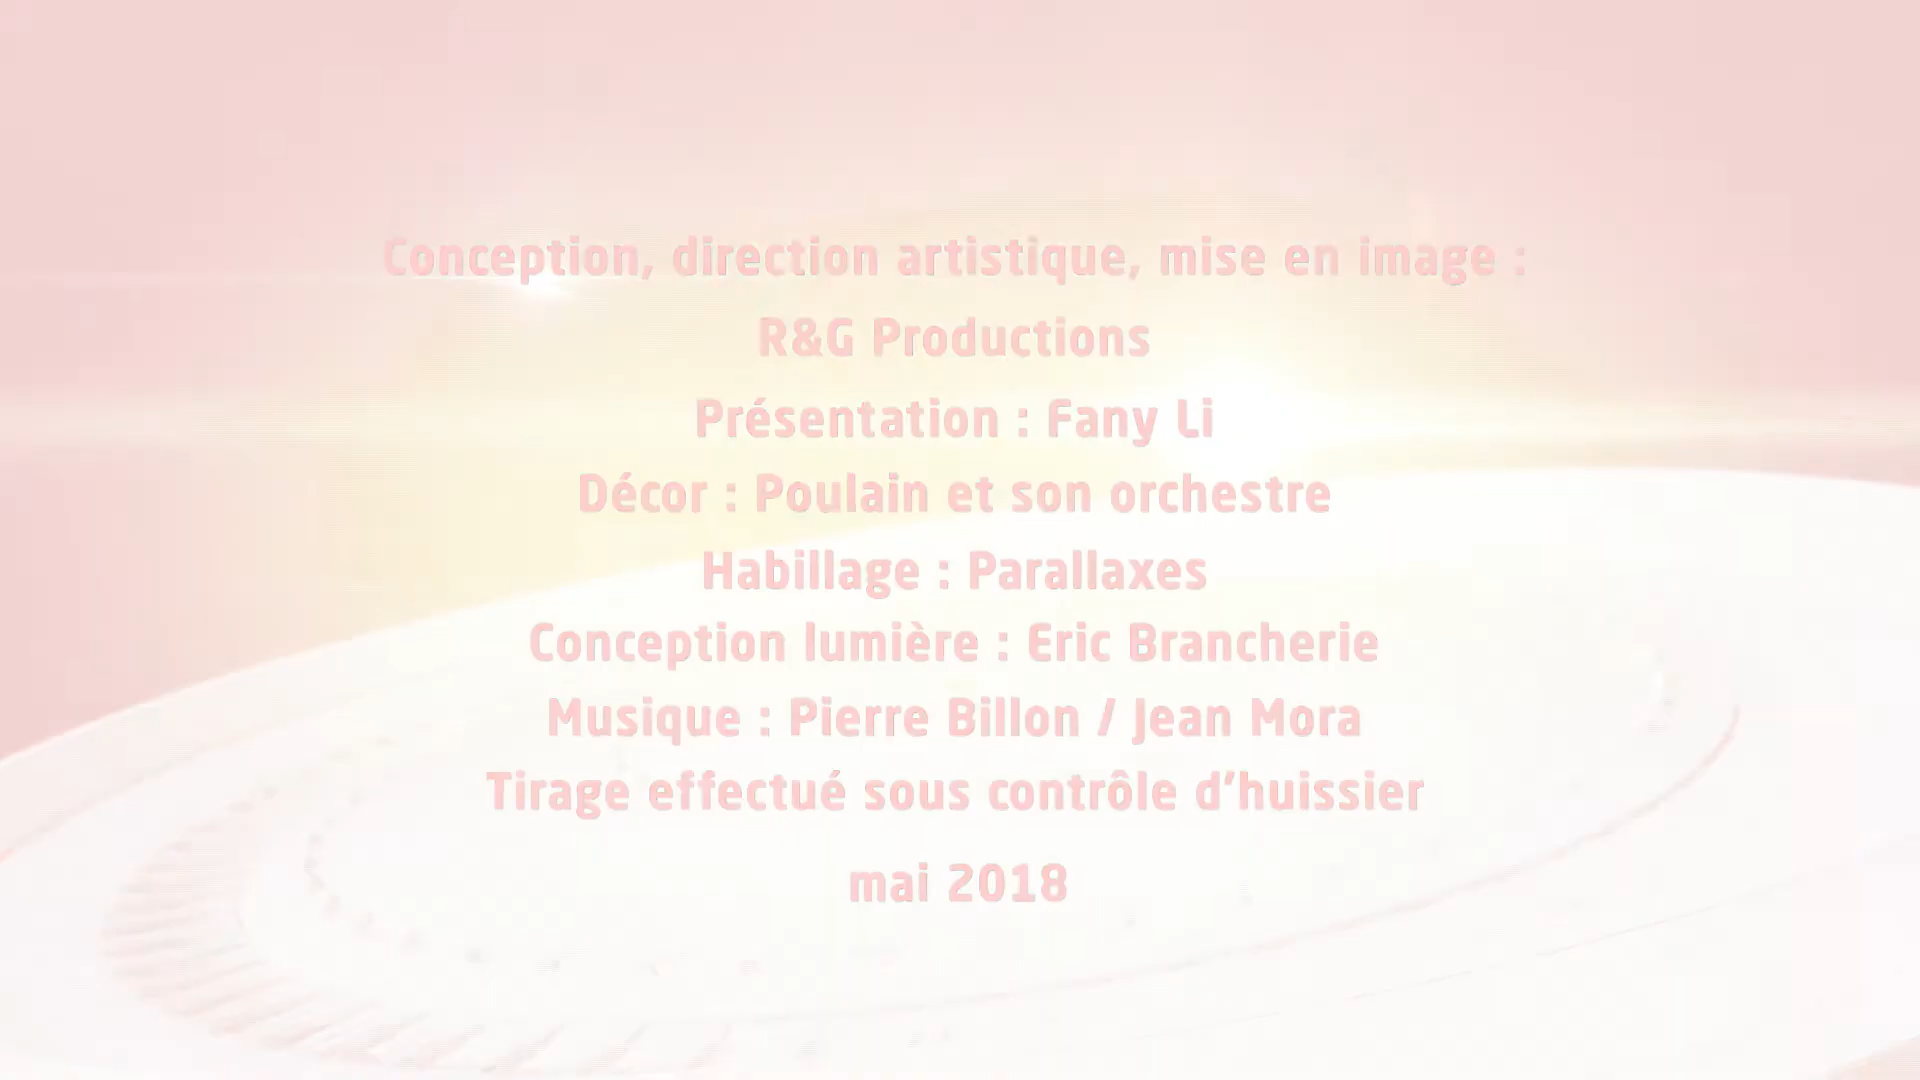 Conception, direction artistique, mise en image :
R&G Productions
Présentation : Fany Li
Décor : Poulain et son orchestre
Habillage : Parallaxes
Conception lumière : Eric Brancherie
Musique : Pierre Billon / Jean Mora
Tirage effectué sous contrôle d’huissier
mai 2018